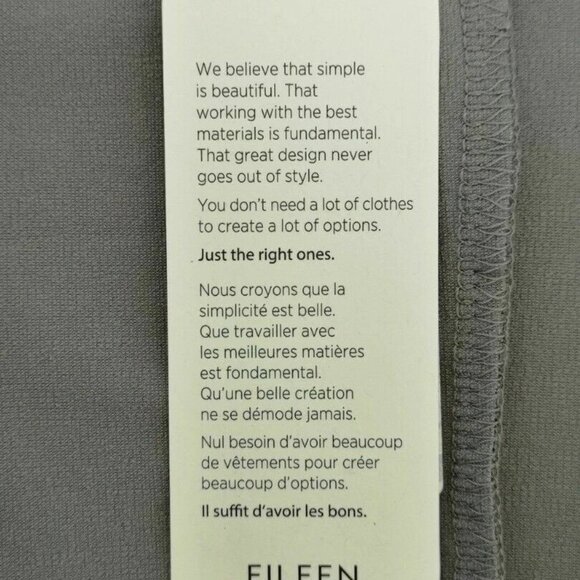 We believe that simple
is beautiful. That
working with the best
materials is fundamental.
That great design never
goes out of style.
You don't need a lot of clothes
to create a lot of options.
Just the right ones.
Nous croyons que la
simplicité est belle.
Que travailler avec
les meilleures matières
est fondamental.
Qu'une belle création
ne se démode jamais.
Nul besoin d'avoir beaucoup
de vêtements pour créer
beaucoup d'options.
Il suffit d'avoir les bons.
EILEEN